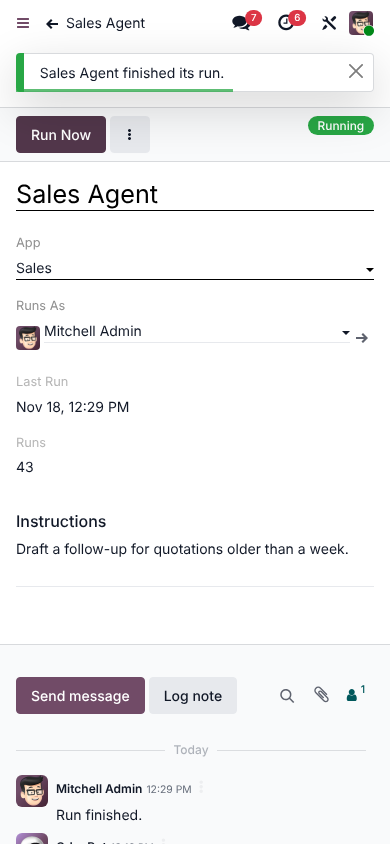 Sales Agent
7
6
Sales Agent finished its run.
Run Now
Running
Sales Agent
App
Sales
Runs As
Mitchell Admin
Last Run
Nov 18, 12:29 PM
Runs
43
Instructions
Draft a follow-up for quotations older than a week.
Send message
Log note
1
Today
Mitchell Admin 12:29 PM
Run finished.